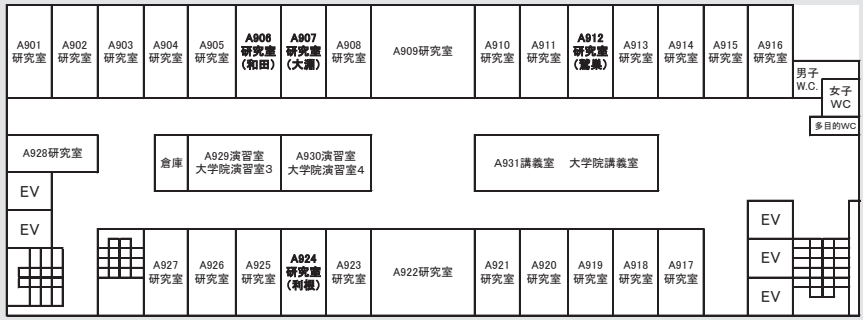 A901
研究室
A902
研究室
A903
研究室
A904
研究室
A905
研究室
A906
研究室
(和田)
A907
研究室
(大瀧)
A908
研究室
A909研究室
A910
研究室
A911
研究室
A912
研究室
(鷲巣)
A913
研究室
A914
研究室
A915
研究室
A916
研究室
男子
W.C.
女子
WC
多目的WC
A928研究室
倉庫
A929演習室
大学院演習室3
A930演習室
大学院演習室4
A931講義室 大学院講義室
EV
EV
A927
研究室
A926
研究室
A925
研究室
A924
研究室
(利根)
A923
研究室
A922研究室
A921
研究室
A920
研究室
A919
研究室
A918
研究室
A917
研究室
EV
EV
EV